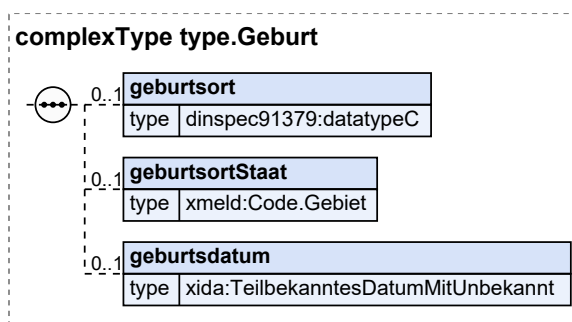 complexType type.Geburt
0..1 geburtsort
type dinspec91379:datatypeC
0..1 geburtsortStaat
type xmeld:Code.Gebiet
0..1 geburtsdatum
type xida:TeilbekanntesDatumMitUnbekannt